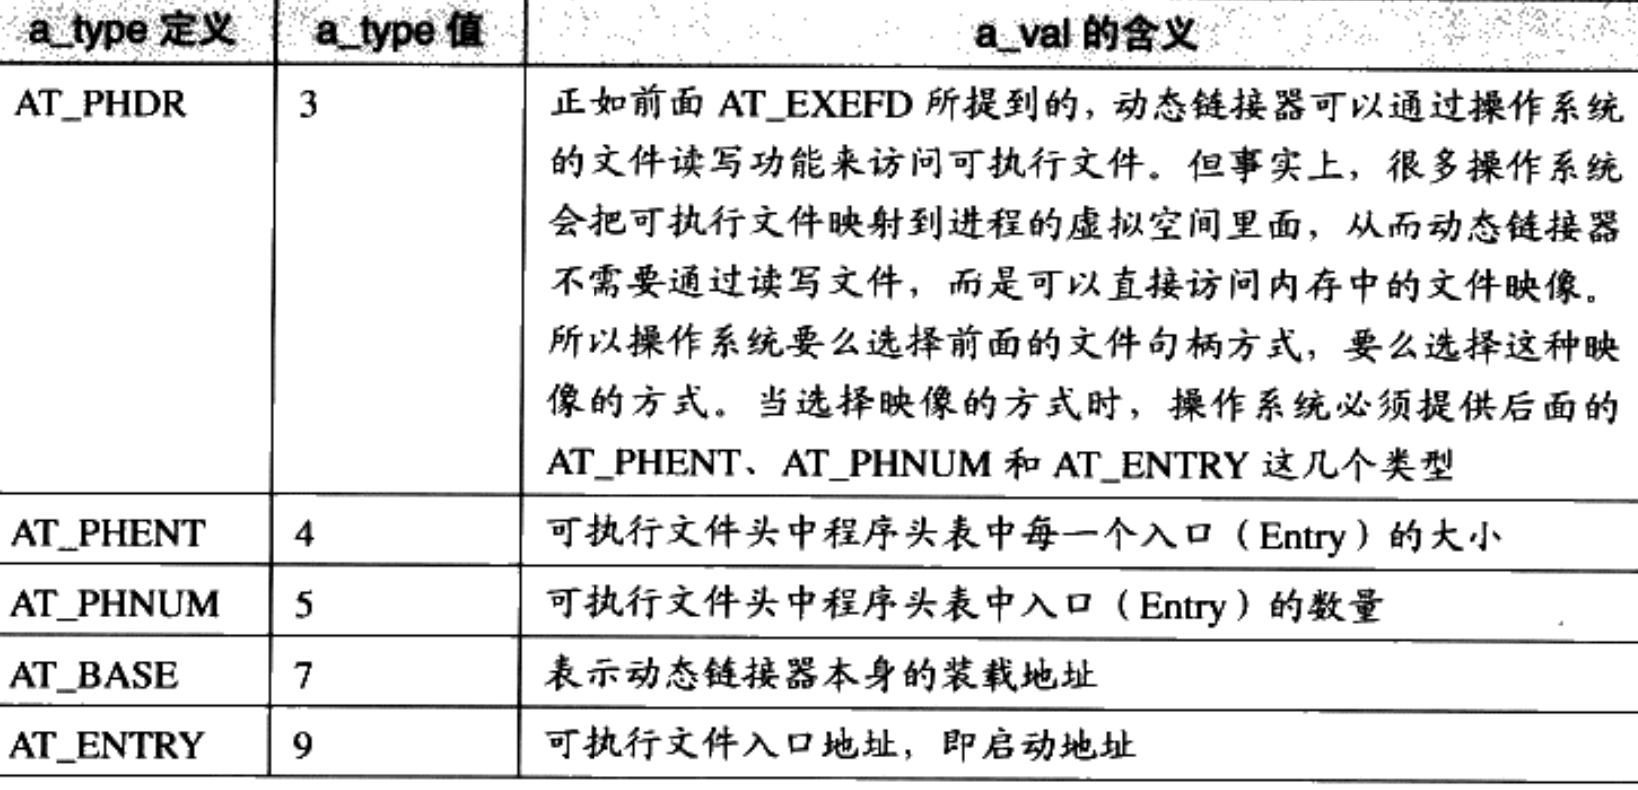 a_type 定义 a_type 值 a_val 的含义
AT_PHDR 3 正如前面 AT_EXEFD 所提到的，动态链接器可以通过操作系统
的文件读写功能来访问可执行文件。但事实上，很多操作系统
会把可执行文件映射到进程的虚拟空间里面，从而动态链接器
不需要通过读写文件，而是可以直接访问内存中的文件映像。
所以操作系统要么选择前面的文件句柄方式，要么选择这种映
像的方式。当选择映像的方式时，操作系统必须提供后面的
AT_PHENT、AT_PHNUM 和 AT_ENTRY 这几个类型
AT_PHENT 4 可执行文件头中程序头表中每一个入口（Entry）的大小
AT_PHNUM 5 可执行文件头中程序头表中入口（Entry）的数量
AT_BASE 7 表示动态链接器本身的装载地址
AT_ENTRY 9 可执行文件入口地址，即启动地址